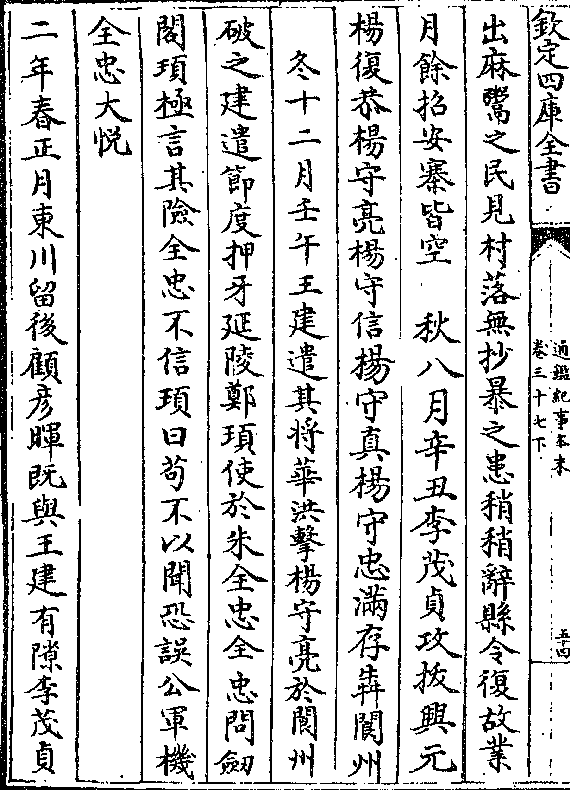 欽定四庫全書
通鑑紀事本末
卷三十七下
五十四
出麻鬻之民見村落無抄暴之患稍稍辭縣令復故業
月餘招安寨皆空　秋八月辛丑李茂貞攻拔興元
楊復恭楊守亮楊守信楊守真楊守忠滿存犇閬州
冬十二月壬午王建遣其將華洪擊楊守亮於閬州
破之建遣節度押牙延陵鄭頊使於朱全忠全忠問劔
閣頊極言其險全忠不信頊曰苟不以聞恐誤公軍機
全忠大悦
二年春正月東川留後顧彦暉既與王建有隙李茂貞